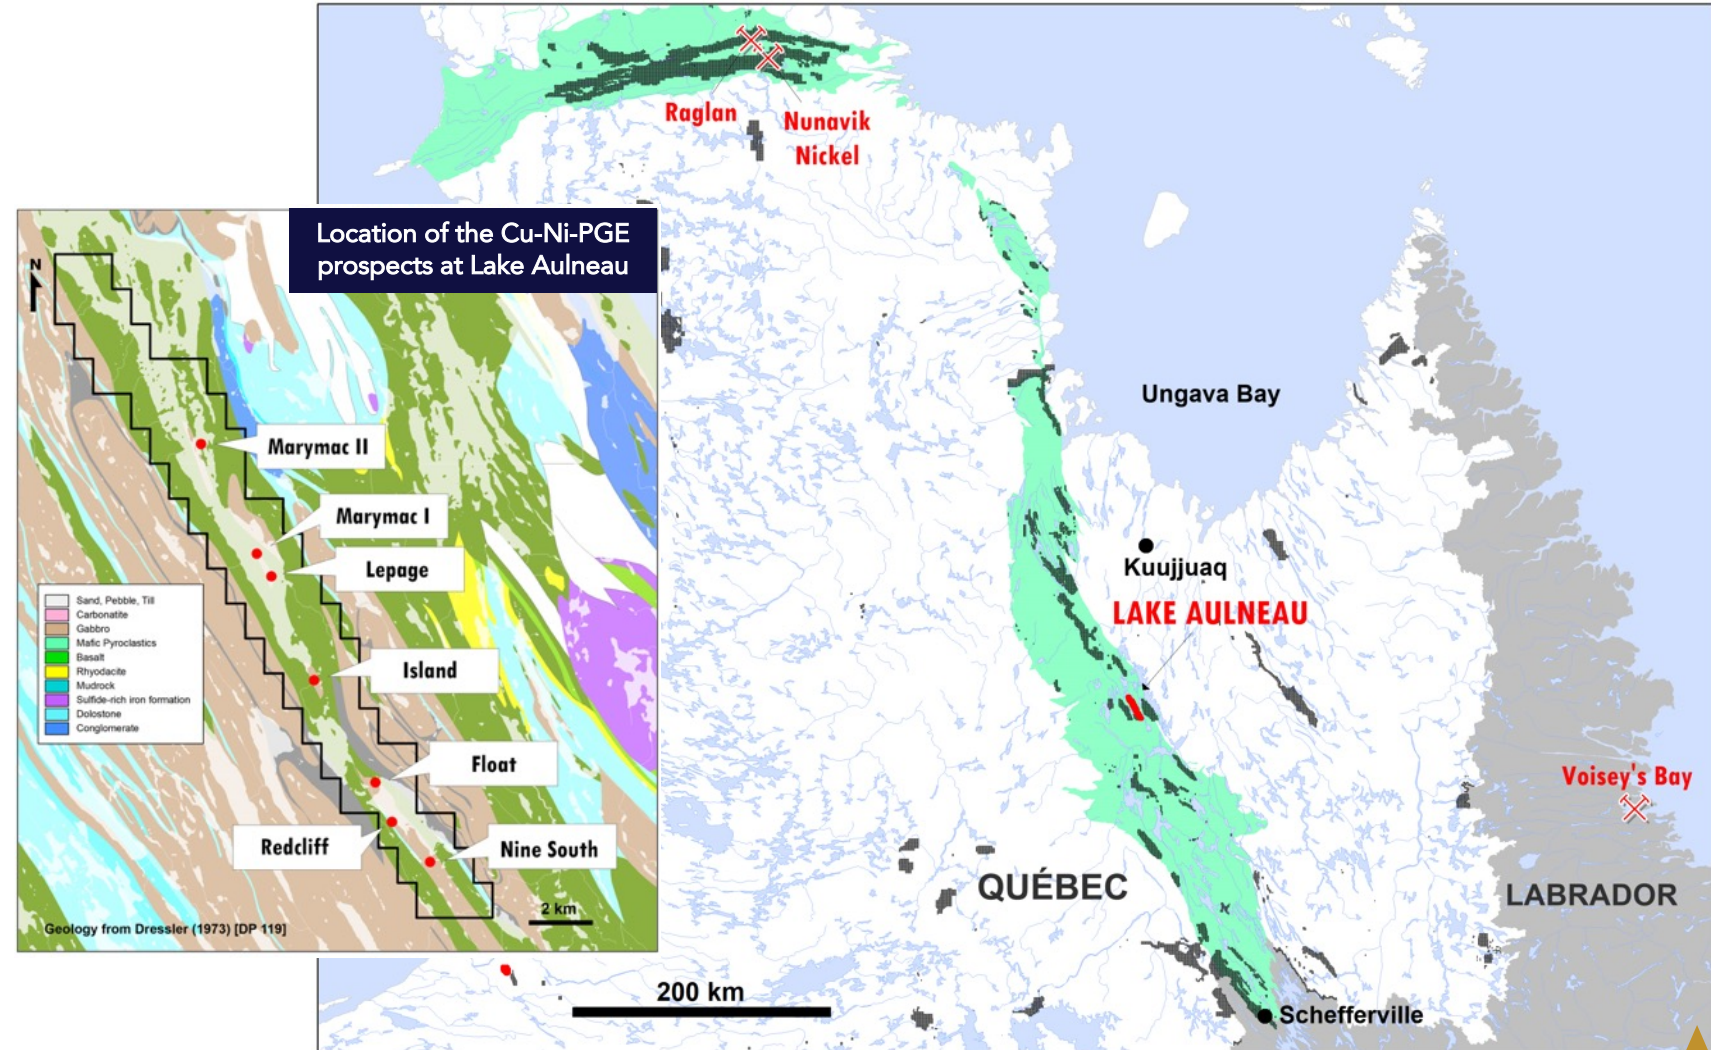 Raglan
Nunavik
Nickel
Location of the Cu-Ni-PGE
prospects at Lake Aulneau
N
Marymac II
Marymac I
Lepage
Island
Float
Redcliff
Nine South
Sand, Pebble, Till
Carbonatite
Gabbro
Mafic Pyroclastics
Basalt
Rhyodacite
Mudrock
Sulfide-rich iron formation
Dolostone
Conglomerate
2 km
Geology from Dressler (1973) [DP 119]
Ungava Bay
Kuujjuaq
LAKE AULNEAU
Voisey's Bay
QUÉBEC
LABRADOR
200 km
Schefferville